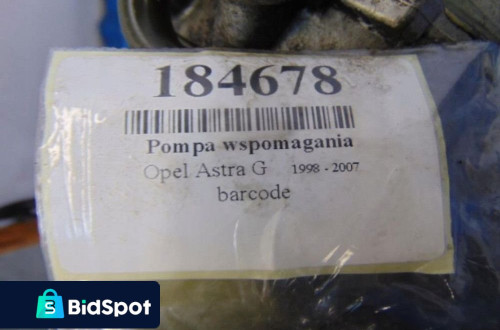 184678
Pompa wspomagania
Opel Astra G 1998 - 2007
barcode
BidSpot